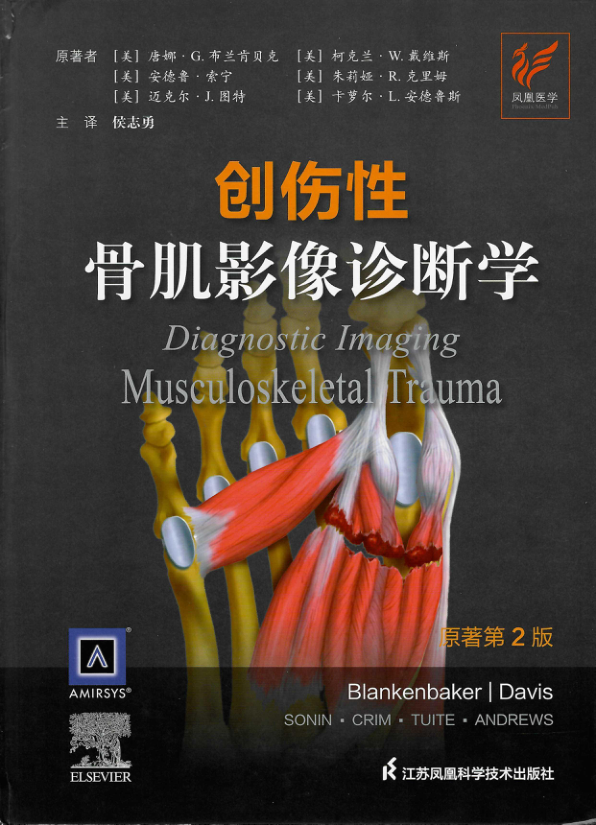 原著者 [美] 唐娜·G.布兰肯贝克 [美] 柯克兰·W.戴维斯
[美] 安德鲁·索宁 [美] 朱莉娅·R.克里姆
[美] 迈克尔·J.图特 [美] 卡萝尔·L.安德鲁斯
主 译 侯志勇
凤凰医学
创伤性
骨肌影像诊断学
Diagnostic Imaging
Musculoskeletal Trauma
原著第2版
AMIRSYS®
Blankenbaker | Davis
SONIN · CRIM · TUITE · ANDREWS
ELSEVIER
江苏凤凰科学技术出版社